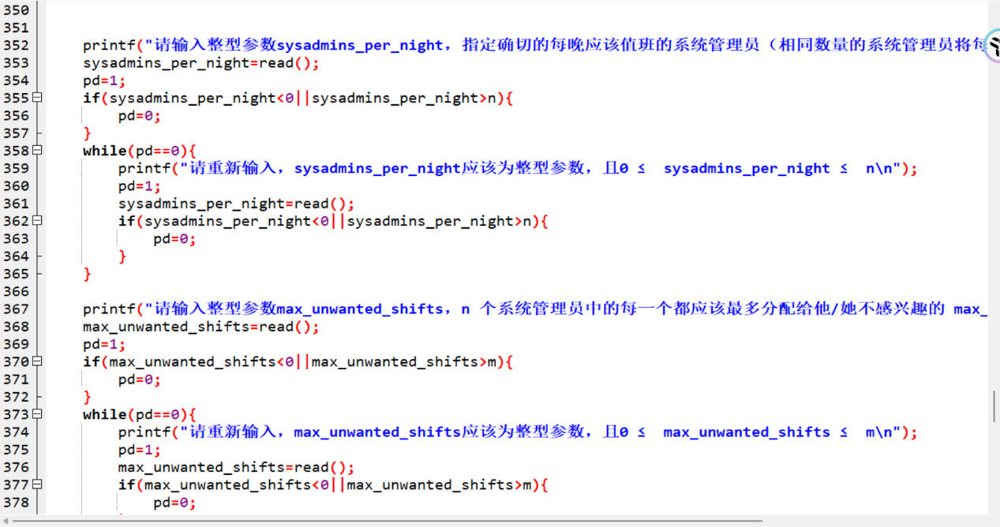 350
351
352 printf("请输入整型参数sysadmins_per_night，指定确切的每晚应该值班的系统管理员（相同数量的系统管理员将每
353 sysadmins_per_night=read();
354 pd=1;
355 if(sysadmins_per_night<0||sysadmins_per_night>n){
356 pd=0;
357 }
358 while(pd==0){
359 printf("请重新输入，sysadmins_per_night应该为整型参数，且0 ≤  sysadmins_per_night ≤  n\n");
360 pd=1;
361 sysadmins_per_night=read();
362 if(sysadmins_per_night<0||sysadmins_per_night>n){
363 pd=0;
364 }
365 }
366
367 printf("请输入整型参数max_unwanted_shifts，n 个系统管理员中的每一个都应该最多分配给他/她不感兴趣的 max_
368 max_unwanted_shifts=read();
369 pd=1;
370 if(max_unwanted_shifts<0||max_unwanted_shifts>m){
371 pd=0;
372 }
373 while(pd==0){
374 printf("请重新输入，max_unwanted_shifts应该为整型参数，且0 ≤  max_unwanted_shifts ≤  m\n");
375 pd=1;
376 max_unwanted_shifts=read();
377 if(max_unwanted_shifts<0||max_unwanted_shifts>m){
378 pd=0;